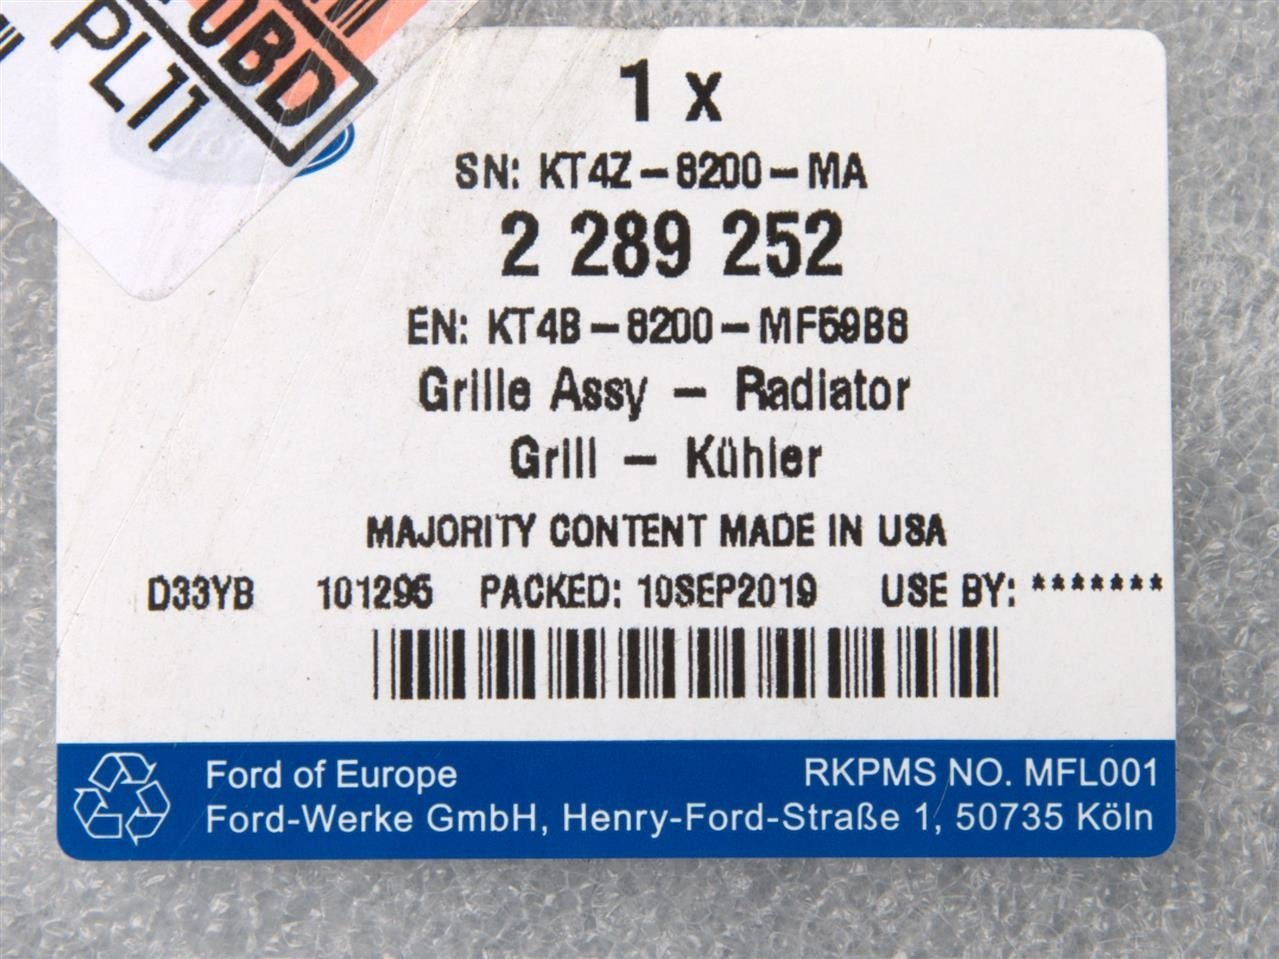 OBD
PL11
1 x
SN: KT4Z-8200-MA
2 289 252
EN: KT4B-8200-MF59B8
Grille Assy - Radiator
Grill - Kühler
MAJORITY CONTENT MADE IN USA
D33YB 101295 PACKED: 10SEP2019 USE BY: *******
Ford of Europe RKPMS NO. MFL001
Ford-Werke GmbH, Henry-Ford-Straße 1, 50735 Köln